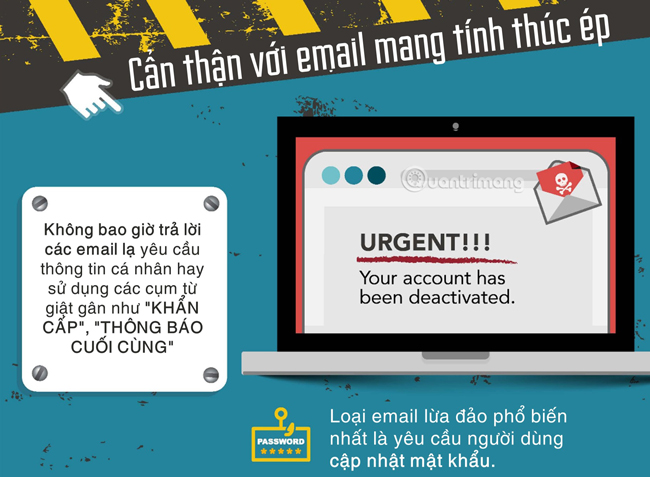 Cẩn thận với email mang tính thúc ép
Quantrimang
URGENT!!!
Your account has
been deactivated.
Không bao giờ trả lời
các email lạ yêu cầu
thông tin cá nhân hay
sử dụng các cụm từ
giật gân như "KHẨN
CẤP", "THÔNG BÁO
CUỐI CÙNG"
PASSWORD
*****
Loại email lừa đảo phổ biến
nhất là yêu cầu người dùng
cập nhật mật khẩu.